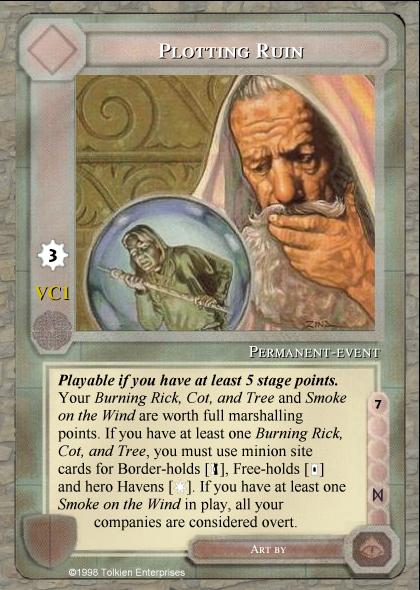 PLOTTING RUIN
3
VC1
ZINA
PERMANENT-EVENT
Playable if you have at least 5 stage points.
Your Burning Rick, Cot, and Tree and Smoke
on the Wind are worth full marshalling
points. If you have at least one Burning Rick,
Cot, and Tree, you must use minion site
cards for Border-holds [ ], Free-holds [ ]
and hero Havens [ ]. If you have at least one
Smoke on the Wind in play, all your
companies are considered overt.
7
ART BY
©1998 Tolkien Enterprises